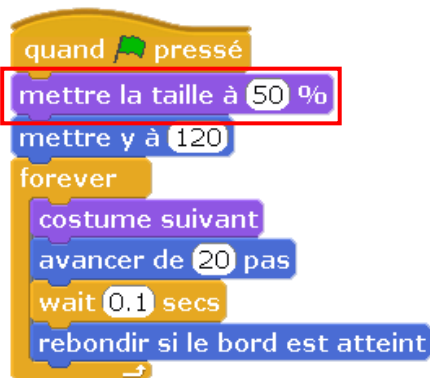 quand pressé
mettre la taille à 50 %
mettre y à 120
forever
costume suivant
avancer de 20 pas
wait 0.1 secs
rebondir si le bord est atteint